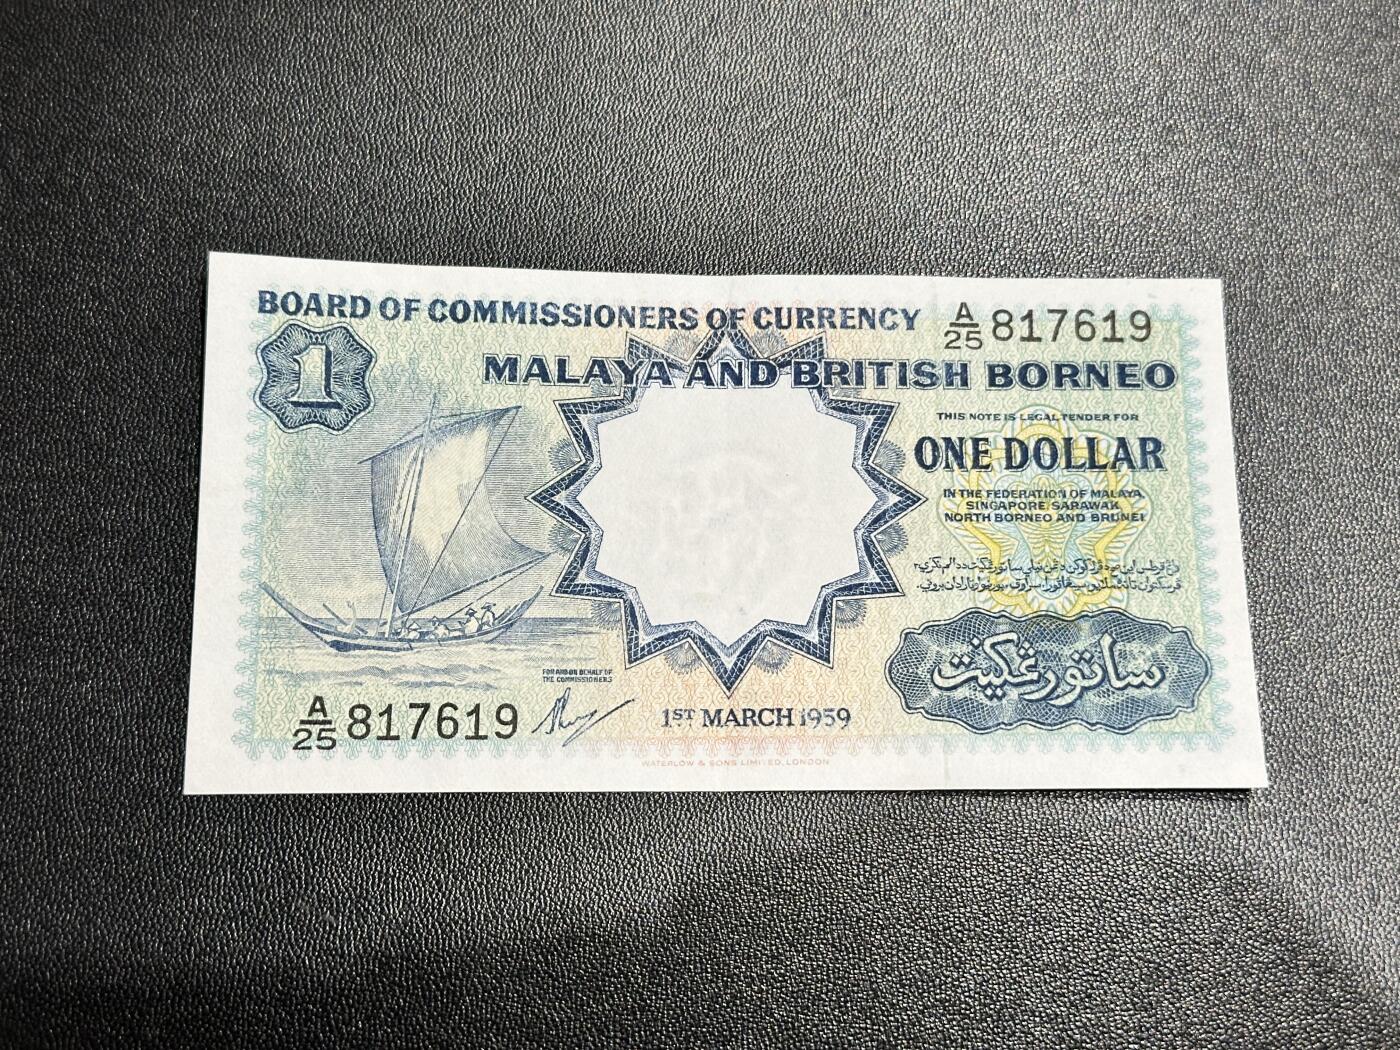 BOARD OF COMMISSIONERS OF CURRENCY
A/25 817619
1
MALAYA AND BRITISH BORNEO
THIS NOTE IS LEGAL TENDER FOR
ONE DOLLAR
IN THE FEDERATION OF MALAYA,
SINGAPORE, SARAWAK,
NORTH BORNEO AND BRUNEI.
ساتو رڠݢيت
FOR AND ON BEHALF OF
THE COMMISSIONERS
A/25 817619
1ST MARCH 1959
WATERLOW & SONS LIMITED, LONDON